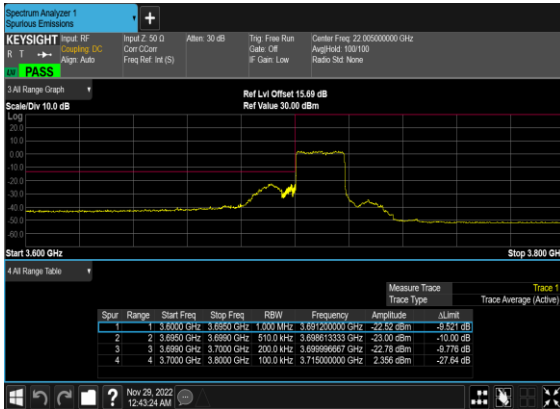 Spectrum Analyzer 1
Spurious Emissions
+
KEYSIGHT Input: RF Input Z: 50 Ω Atten: 30 dB Trig: Free Run Center Freq: 22.005000000 GHz
R T Coupling: DC Corr CCorr Gate: Off Avg|Hold: 100/100
Align: Auto Freq Ref: Int (S) IF Gain: Low Radio Std: None
PASS
3 All Range Graph
Ref Lvl Offset 15.69 dB
Scale/Div 10.0 dB Ref Value 30.00 dBm
Log
20.0
10.0
0.00
-10.0
-20.0
-30.0
-40.0
-50.0
-60.0
Start 3.600 GHz Stop 3.800 GH
4 All Range Table
Measure Trace Trace 1
Trace Type Trace Average (Active)
Spur Range Start Freq Stop Freq RBW Frequency Amplitude ΔLimit
1 1 3.6000 GHz 3.6950 GHz 1.000 MHz 3.691200000 GHz -22.52 dBm -9.521 dB
2 2 3.6950 GHz 3.6990 GHz 510.0 kHz 3.698613333 GHz -23.00 dBm -10.00 dB
3 3 3.6990 GHz 3.7000 GHz 200.0 kHz 3.699996667 GHz -22.78 dBm -9.776 dB
4 4 3.7000 GHz 3.8000 GHz 100.0 kHz 3.715000000 GHz 2.356 dBm -27.64 dB
? Nov 29, 2022
12:43:24 AM